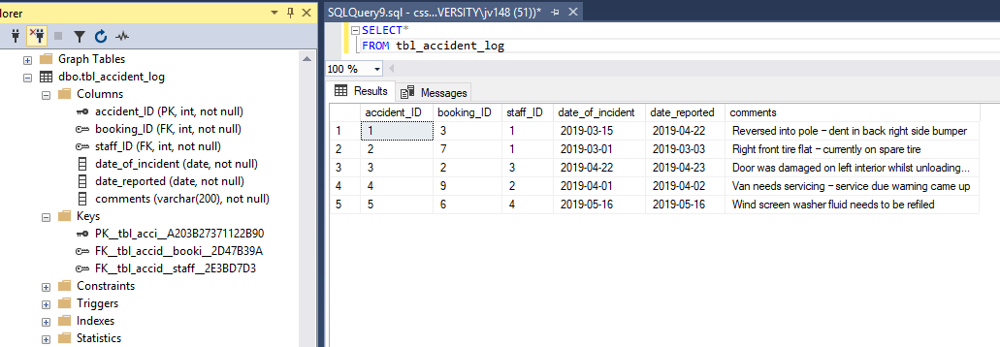 lorer
Graph Tables
dbo.tbl_accident_log
Columns
accident_ID (PK, int, not null)
booking_ID (FK, int, not null)
staff_ID (FK, int, not null)
date_of_incident (date, not null)
date_reported (date, not null)
comments (varchar(200), not null)
Keys
PK__tbl_acci__A203B27371122B90
FK__tbl_accid__booki__2D47B39A
FK__tbl_accid__staff__2E3BD7D3
Constraints
Triggers
Indexes
Statistics
SQLQuery9.sql - css...VERSITY\jv148 (51))*
SELECT*
FROM tbl_accident_log
100 %
Results Messages
accident_ID booking_ID staff_ID date_of_incident date_reported comments
1 1 3 1 2019-03-15 2019-04-22 Reversed into pole – dent in back right side bumper
2 2 7 1 2019-03-01 2019-03-03 Right front tire flat – currently on spare tire
3 3 2 3 2019-04-22 2019-04-23 Door was damaged on left interior whilst unloading...
4 4 9 2 2019-04-01 2019-04-02 Van needs servicing – service due warning came up
5 5 6 4 2019-05-16 2019-05-16 Wind screen washer fluid needs to be refiled